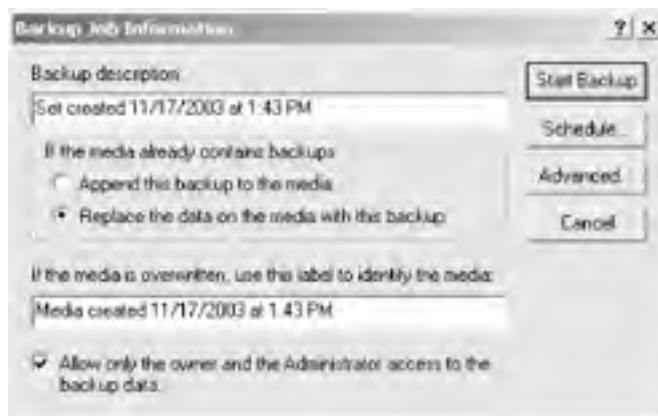 Backup Job Information
? X
Backup description:
Set created 11/17/2003 at 1:43 PM
If the media already contains backups
Append this backup to the media.
Replace the data on the media with this backup.
If the media is overwritten, use this label to identify the media:
Media created 11/17/2003 at 1:43 PM
Allow only the owner and the Administrator access to the
backup data.
Start Backup
Schedule...
Advanced...
Cancel